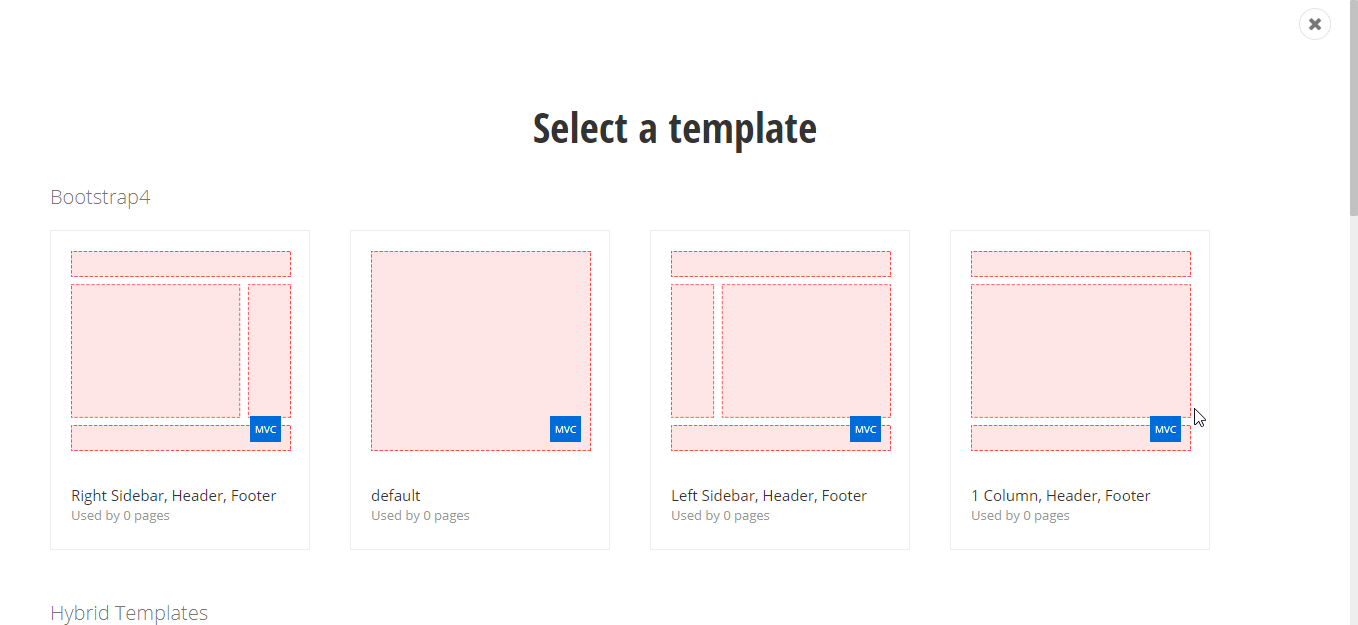 Select a template
Bootstrap4
MVC
Right Sidebar, Header, Footer
Used by 0 pages
MVC
default
Used by 0 pages
MVC
Left Sidebar, Header, Footer
Used by 0 pages
MVC
1 Column, Header, Footer
Used by 0 pages
Hybrid Templates